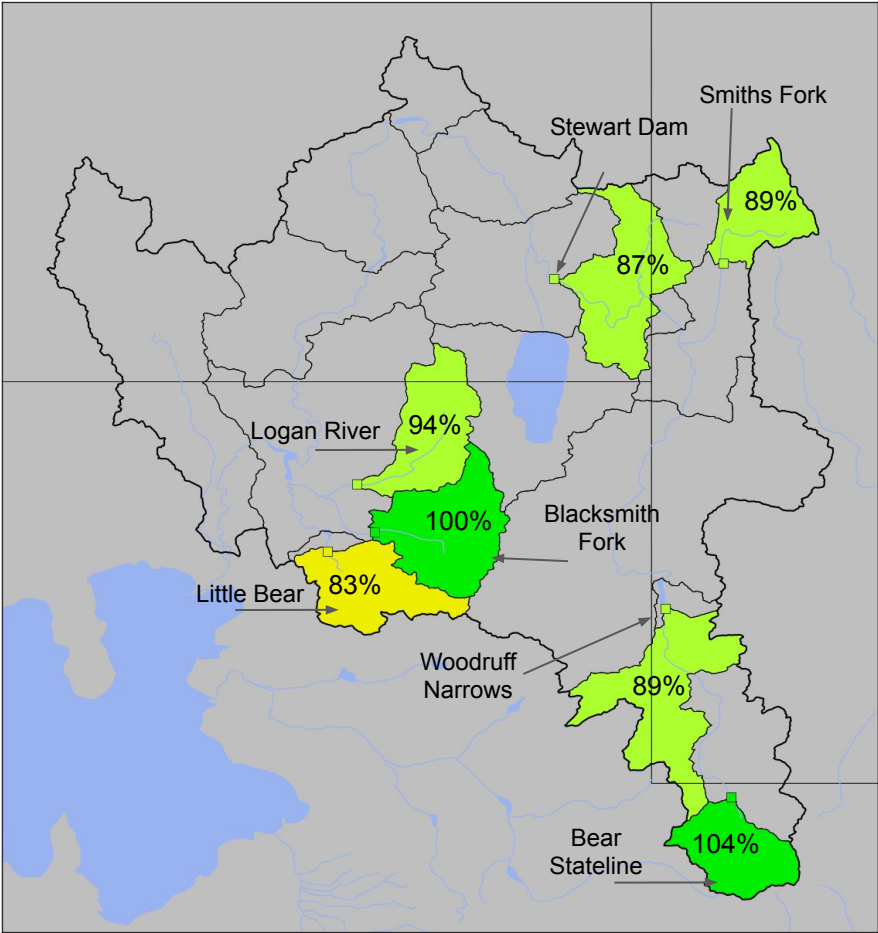 Smiths Fork
Stewart Dam
89%
87%
Logan River
94%
100%
Blacksmith
Fork
Little Bear
83%
Woodruff
Narrows
89%
Bear
Stateline
104%